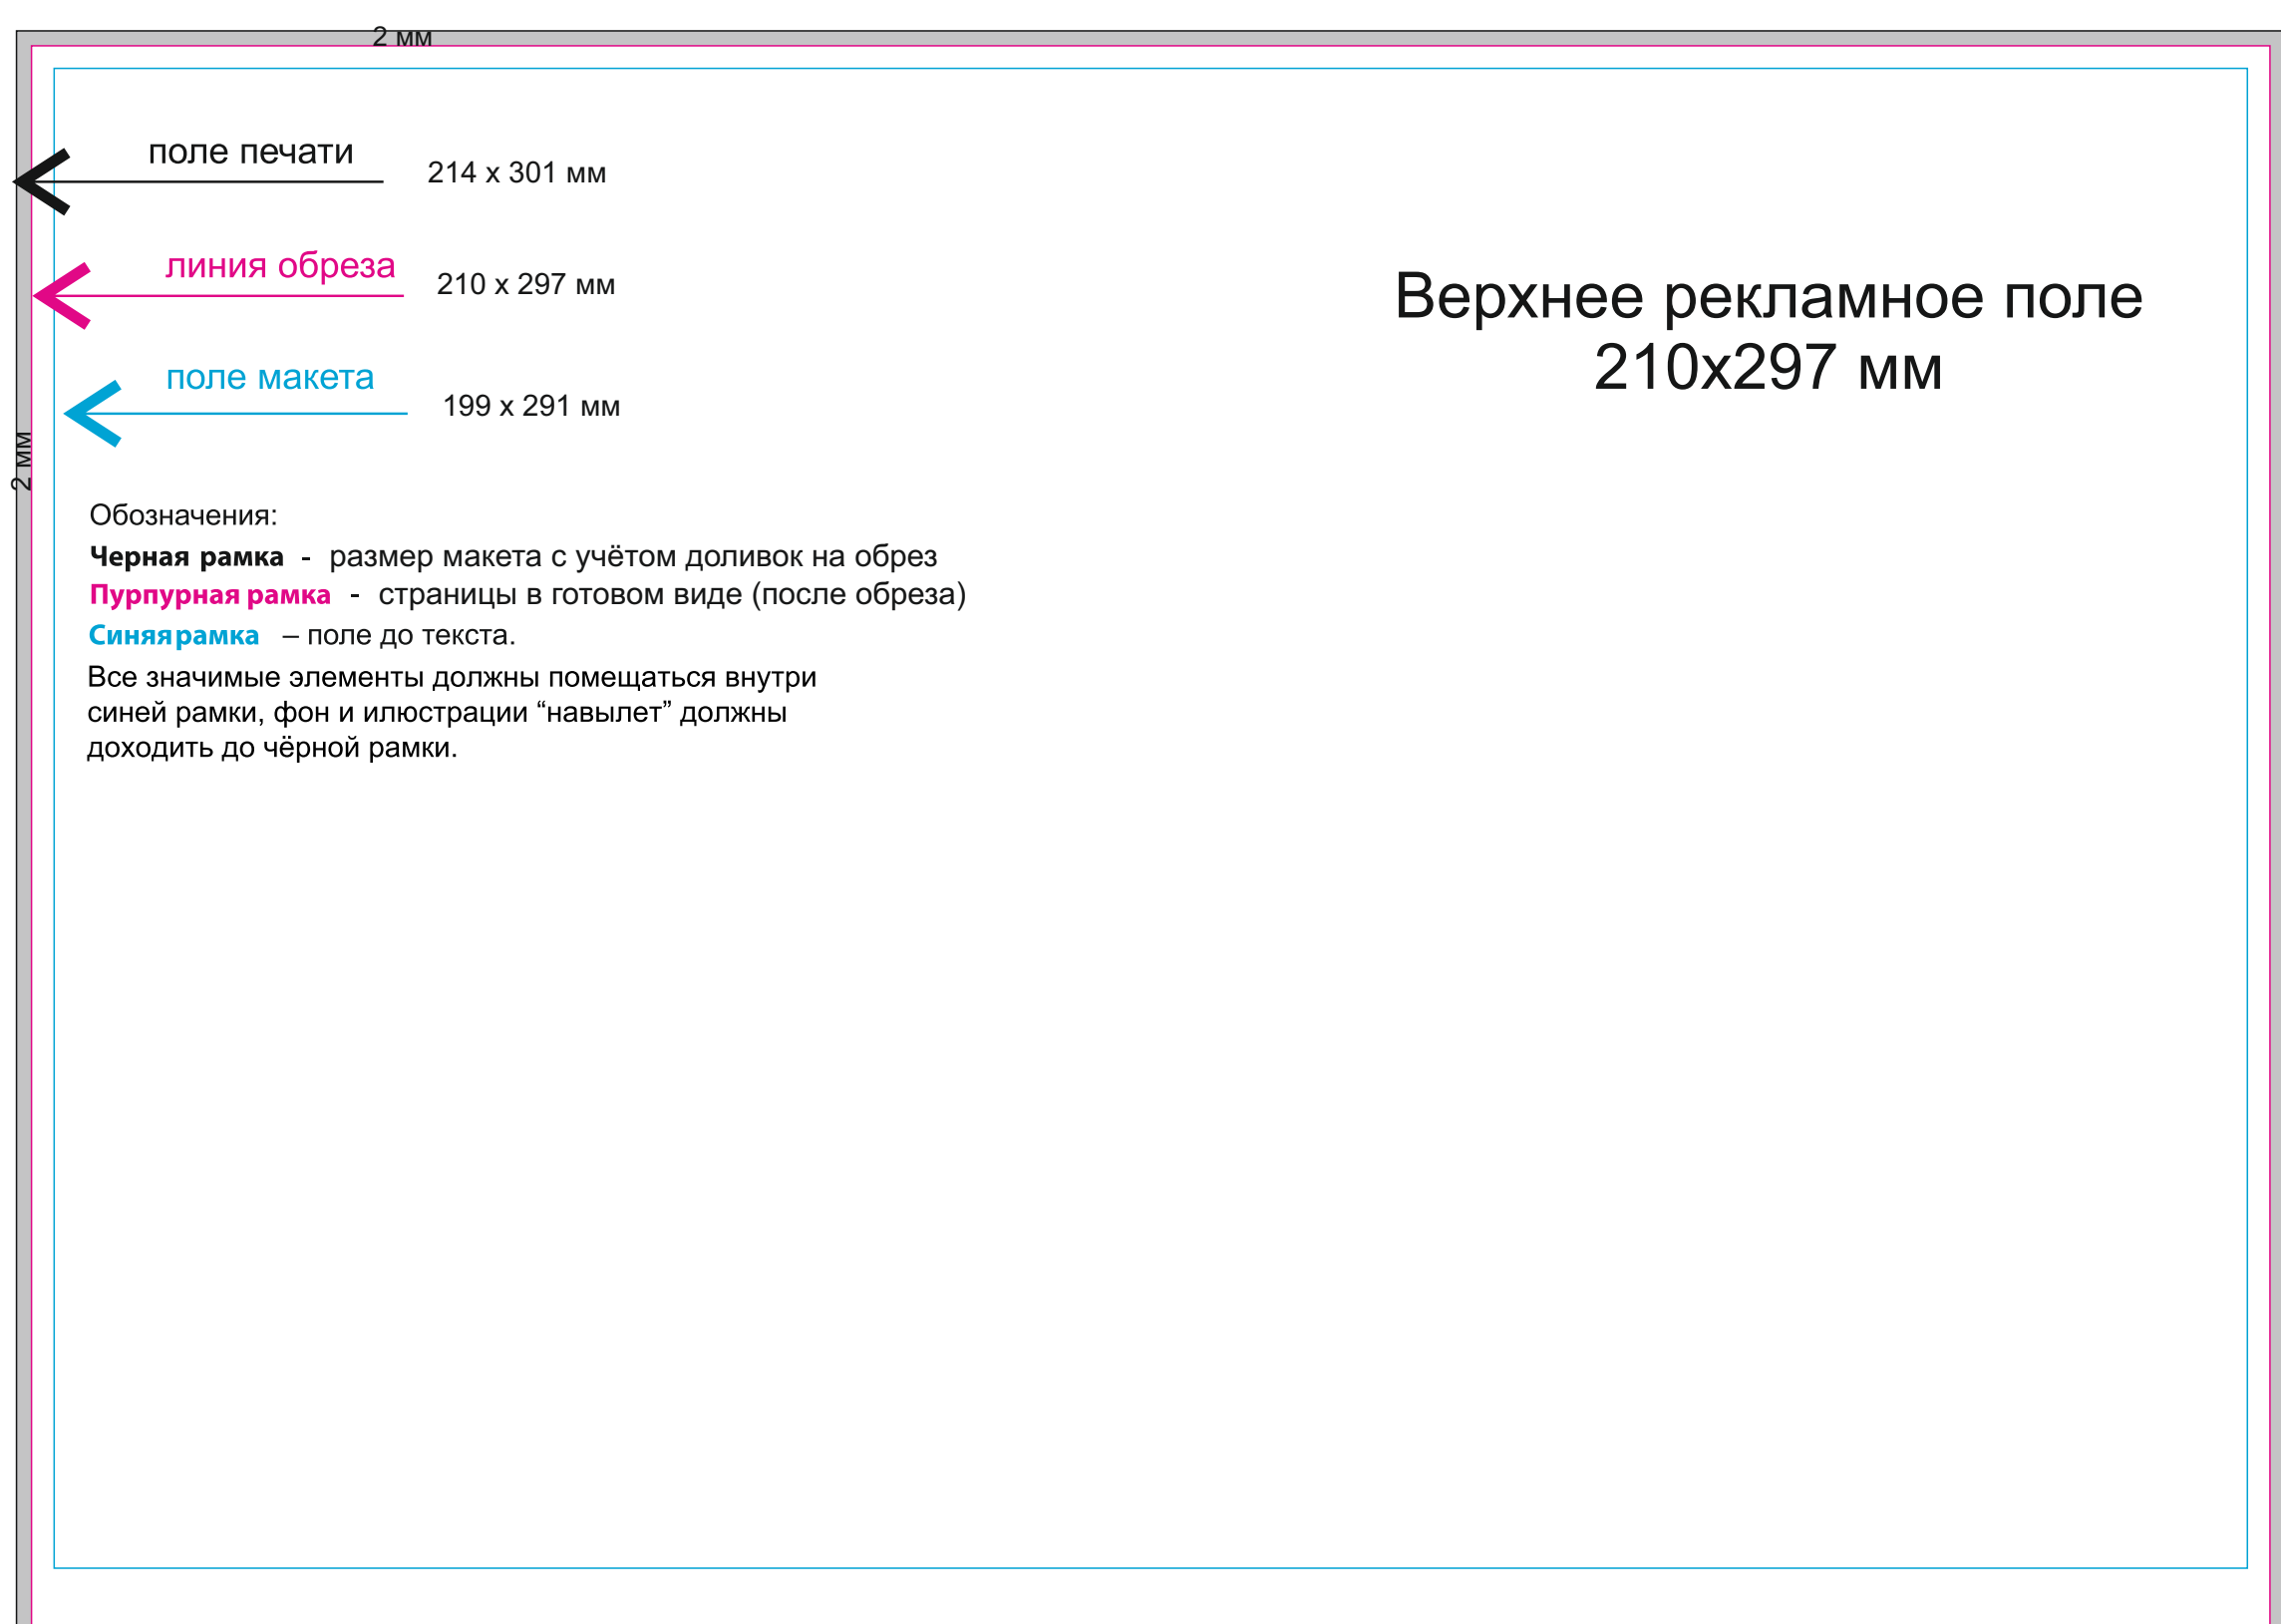 2 мм
поле печати
214 х 301 мм
линия обреза
210 х 297 мм
Верхнее рекламное поле
210х297 мм
поле макета
199 х 291 мм
2 мм
Обозначения:
Черная рамка - размер макета с учётом доливок на обрез
Пурпурная рамка - страницы в готовом виде (после обреза)
Синяя рамка – поле до текста.
Все значимые элементы должны помещаться внутри
синей рамки, фон и илюстрации “навылет” должны
доходить до чёрной рамки.